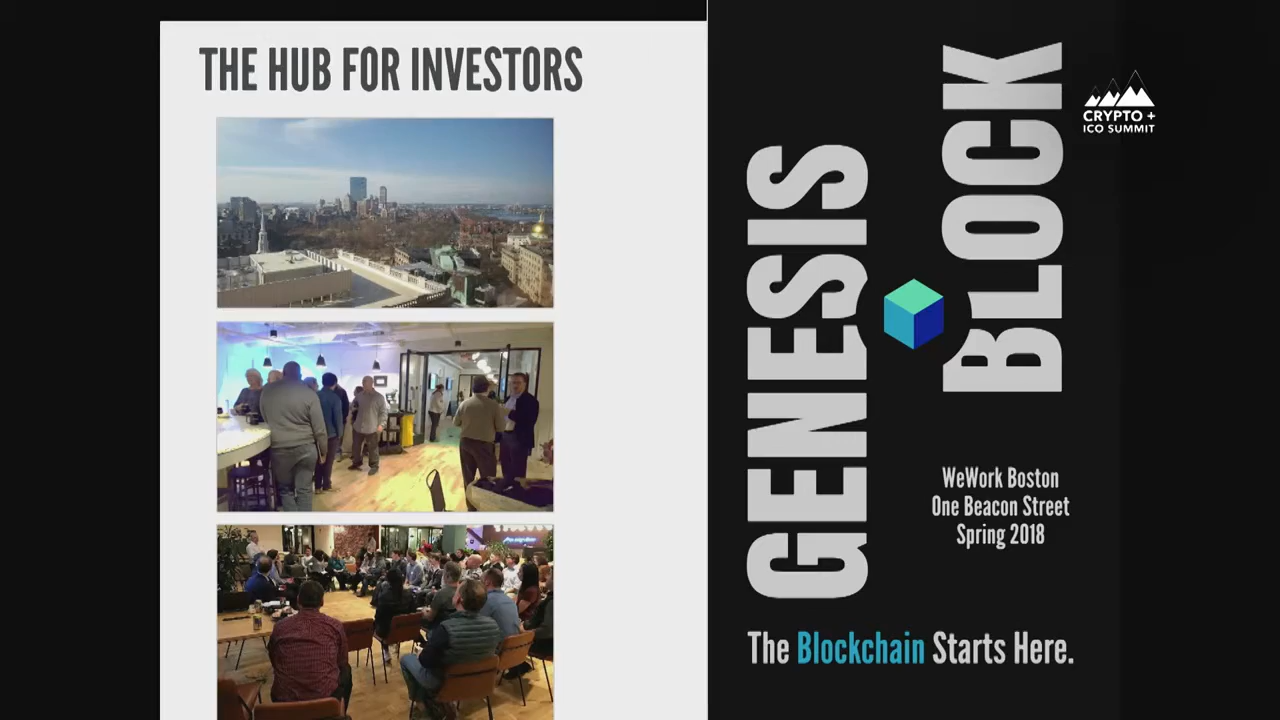 THE HUB FOR INVESTORS
GENESIS
BLOCK
CRYPTO +
ICO SUMMIT
WeWork Boston
One Beacon Street
Spring 2018
The Blockchain Starts Here.